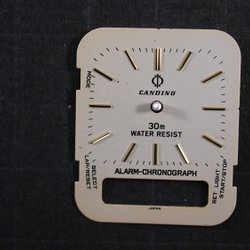 CANDINO
MODE
30m
WATER RESIST
ALARM-CHRONOGRAPH
SELECT
LAP/RESET
SET LIGHT
START/STOP
JAPAN